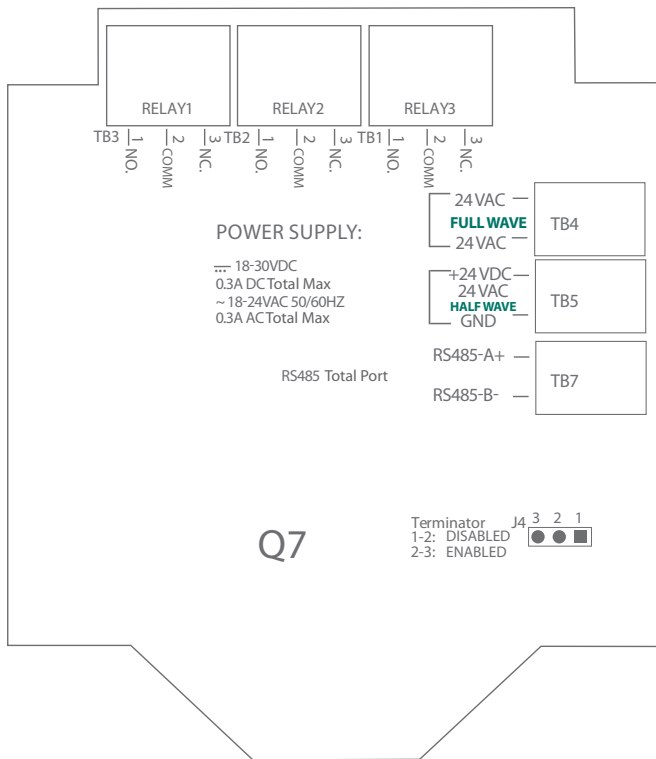 RELAY1 RELAY2 RELAY3
TB3 1 2 3 TB2 1 2 3 TB1 1 2 3
NO. COMM NC. NO. COMM NC. NO. COMM NC.
24 VAC
FULL WAVE TB4
24 VAC
POWER SUPPLY:
18-30VDC
0.3A DC Total Max
~ 18-24VAC 50/60HZ
0.3A AC Total Max
+24 VDC
24 VAC
HALF WAVE TB5
GND
RS485 Total Port
RS485-A+
TB7
RS485-B-
Q7
Terminator J4 3 2 1
1-2: DISABLED
2-3: ENABLED